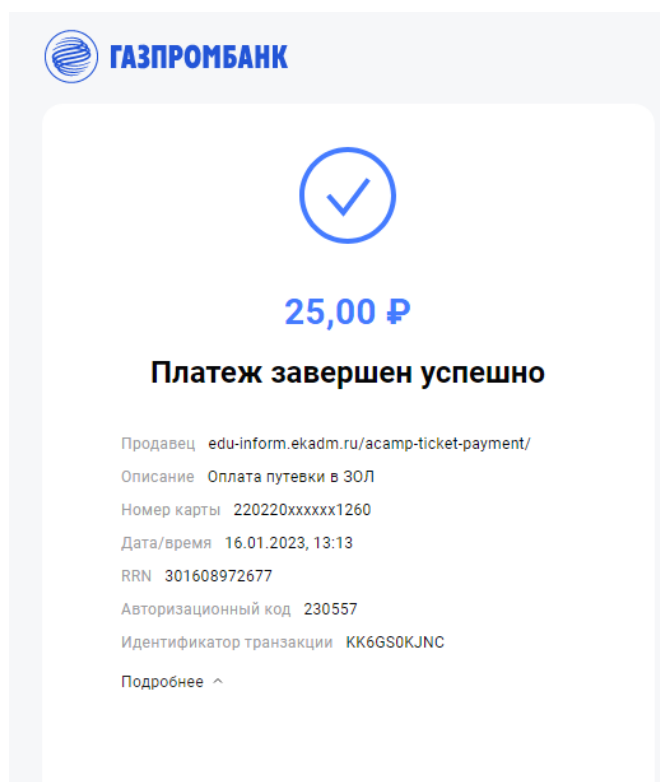 ГАЗПРОМБАНК
25,00 ₽
Платеж завершен успешно
Продавец edu-inform.ekadm.ru/acamp-ticket-payment/
Описание Оплата путевки в ЗОЛ
Номер карты 220220xxxxxx1260
Дата/время 16.01.2023, 13:13
RRN 301608972677
Авторизационный код 230557
Идентификатор транзакции KK6GS0KJNC
Подробнее